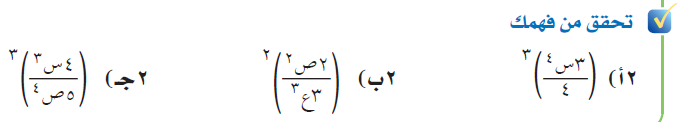 تحقق من فهمك
٢أ) (٣س^٤ / ٤)^٣ ٢ب) (٢ص^٢ / ٣ع^٣)^٢ ٢جـ) (٤س^٣ / ٥ص^٤)^٣